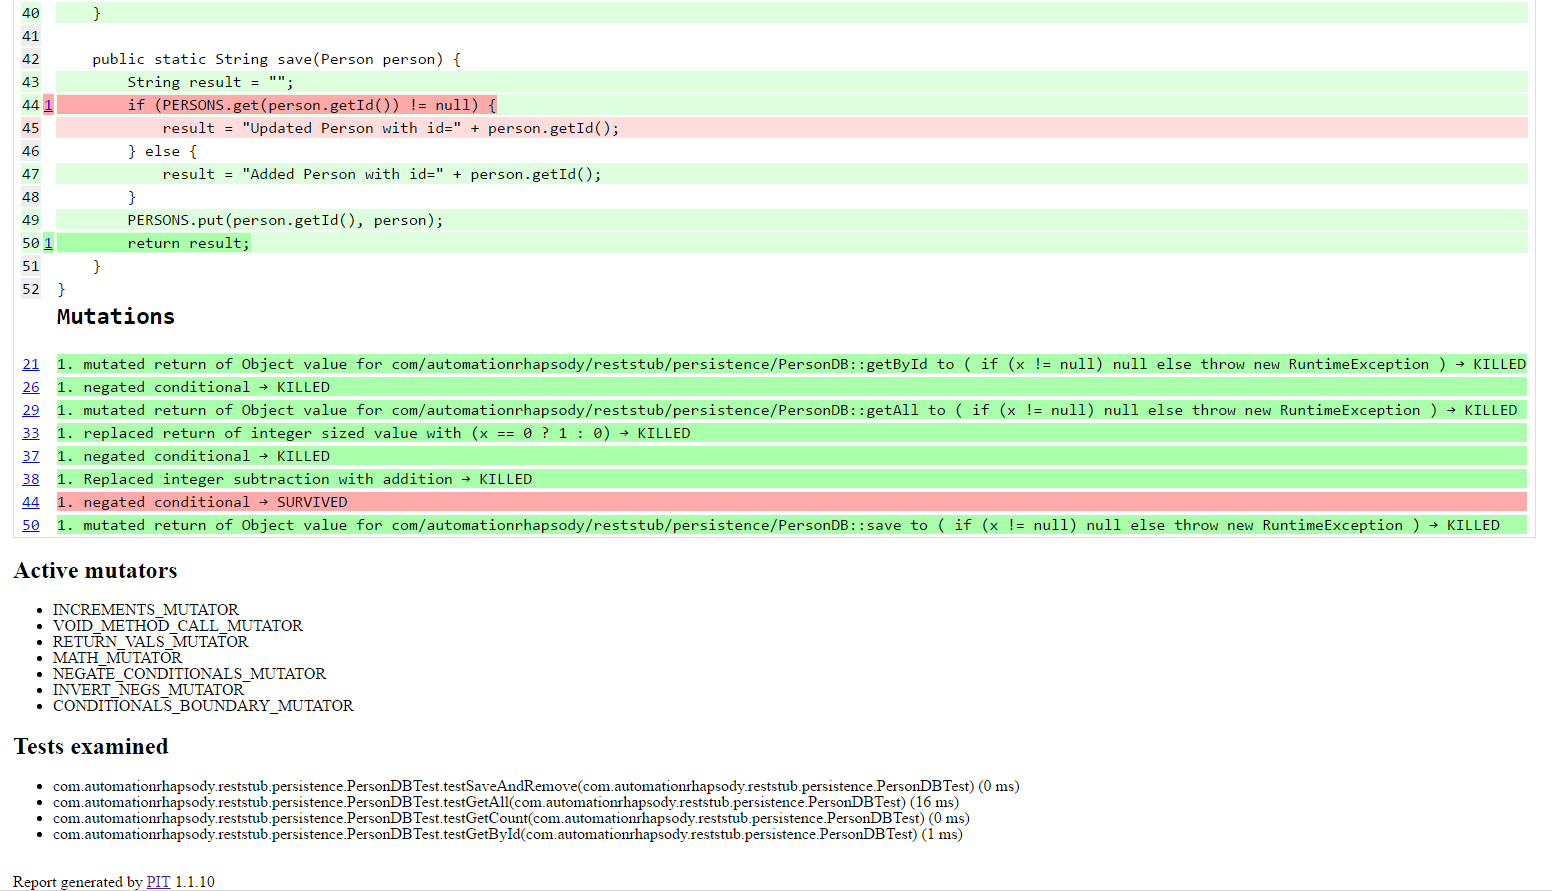 40     }
41
42     public static String save(Person person) {
43         String result = "";
44 1         if (PERSONS.get(person.getId()) != null) {
45             result = "Updated Person with id=" + person.getId();
46         } else {
47             result = "Added Person with id=" + person.getId();
48         }
49         PERSONS.put(person.getId(), person);
50 1         return result;
51     }
52 }
Mutations
21 1. mutated return of Object value for com/automationrhapsody/reststub/persistence/PersonDB::getById to ( if (x != null) null else throw new RuntimeException ) → KILLED
26 1. negated conditional → KILLED
29 1. mutated return of Object value for com/automationrhapsody/reststub/persistence/PersonDB::getAll to ( if (x != null) null else throw new RuntimeException ) → KILLED
33 1. replaced return of integer sized value with (x == 0 ? 1 : 0) → KILLED
37 1. negated conditional → KILLED
38 1. Replaced integer subtraction with addition → KILLED
44 1. negated conditional → SURVIVED
50 1. mutated return of Object value for com/automationrhapsody/reststub/persistence/PersonDB::save to ( if (x != null) null else throw new RuntimeException ) → KILLED
Active mutators
• INCREMENTS_MUTATOR
• VOID_METHOD_CALL_MUTATOR
• RETURN_VALS_MUTATOR
• MATH_MUTATOR
• NEGATE_CONDITIONALS_MUTATOR
• INVERT_NEGS_MUTATOR
• CONDITIONALS_BOUNDARY_MUTATOR
Tests examined
• com.automationrhapsody.reststub.persistence.PersonDBTest.testSaveAndRemove(com.automationrhapsody.reststub.persistence.PersonDBTest) (0 ms)
• com.automationrhapsody.reststub.persistence.PersonDBTest.testGetAll(com.automationrhapsody.reststub.persistence.PersonDBTest) (16 ms)
• com.automationrhapsody.reststub.persistence.PersonDBTest.testGetCount(com.automationrhapsody.reststub.persistence.PersonDBTest) (0 ms)
• com.automationrhapsody.reststub.persistence.PersonDBTest.testGetById(com.automationrhapsody.reststub.persistence.PersonDBTest) (1 ms)
Report generated by PIT 1.1.10